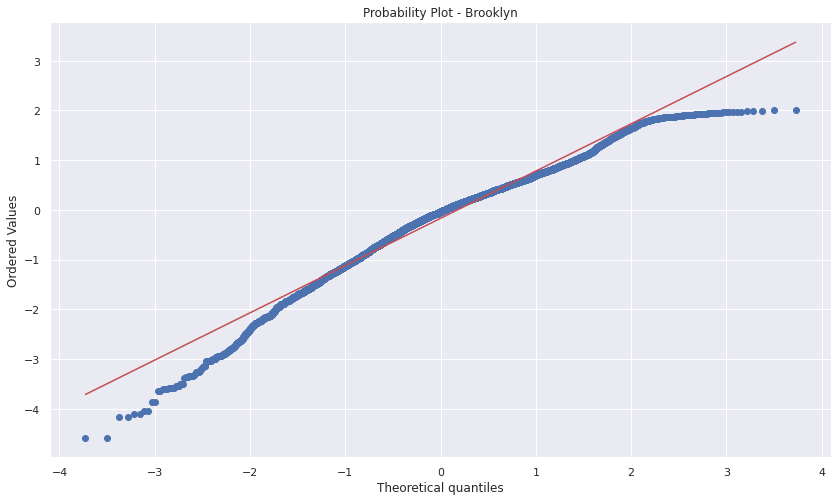 Probability Plot - Brooklyn
3
2
1
0
−1
−2
−3
−4
Ordered Values
−4 −3 −2 −1 0 1 2 3 4
Theoretical quantiles